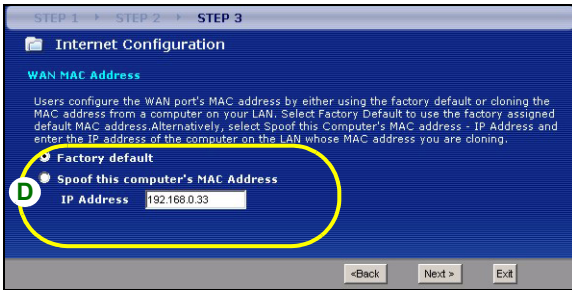 STEP 1 STEP 2 STEP 3
Internet Configuration
WAN MAC Address
Users configure the WAN port's MAC address by either using the factory default or cloning the
MAC address from a computer on your LAN. Select Factory Default to use the factory assigned
default MAC address.Alternatively, select Spoof this Computer's MAC address - IP Address and
enter the IP address of the computer on the LAN whose MAC address you are cloning.
Factory default
D
Spoof this computer's MAC Address
IP Address 192.168.0.33
<Back Next > Exit